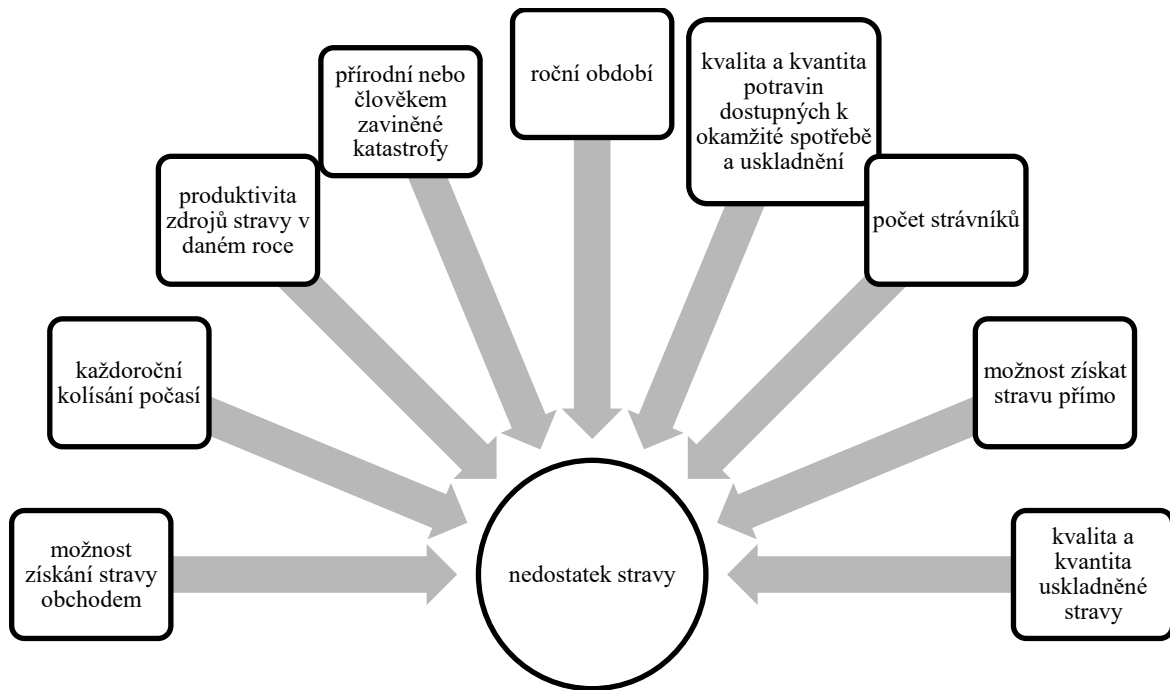 možnost
získání stravy
obchodem
každoroční
kolísání počasí
produktivita
zdrojů stravy v
daném roce
přírodní nebo
člověkem
zaviněné
katastrofy
roční období
kvalita a kvantita
potravin
dostupných k
okamžité spotřebě
a uskladnění
počet strávníků
možnost získat
stravu přímo
kvalita a
kvantita
uskladněné
stravy
nedostatek stravy